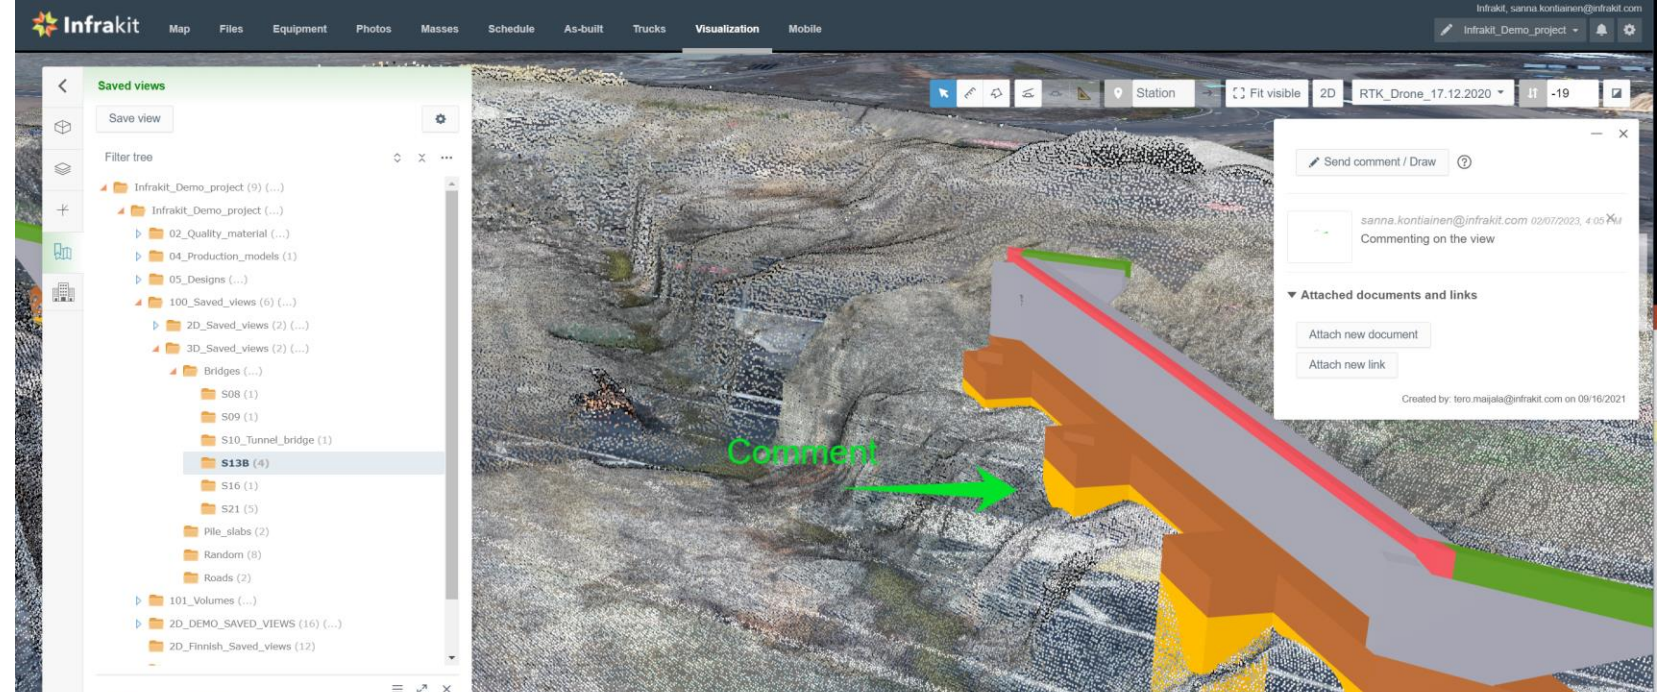 Infrakit, sanna.kontiainen@infrakit.com
Infrakit Map Files Equipment Photos Masses Schedule As-built Trucks Visualization Mobile Infrakit_Demo_project
Saved views
Save view
Filter tree
Infrakit_Demo_project (9) (...)
Infrakit_Demo_project (...)
02_Quality_material (...)
04_Production_models (1)
05_Designs (...)
100_Saved_views (6) (...)
2D_Saved_views (2) (...)
3D_Saved_views (2) (...)
Bridges (...)
S08 (1)
S09 (1)
S10_Tunnel_bridge (1)
S13B (4)
S16 (1)
S21 (5)
Pile_slabs (2)
Random (8)
Roads (2)
101_Volumes (...)
2D_DEMO_SAVED_VIEWS (16) (...)
2D_Finnish_Saved_views (12)
Station Fit visible 2D RTK_Drone_17.12.2020 -19
Comment
Send comment / Draw
sanna.kontiainen@infrakit.com 02/07/2023, 4:05
Commenting on the view
Attached documents and links
Attach new document
Attach new link
Created by: tero.maijala@infrakit.com on 09/16/2021